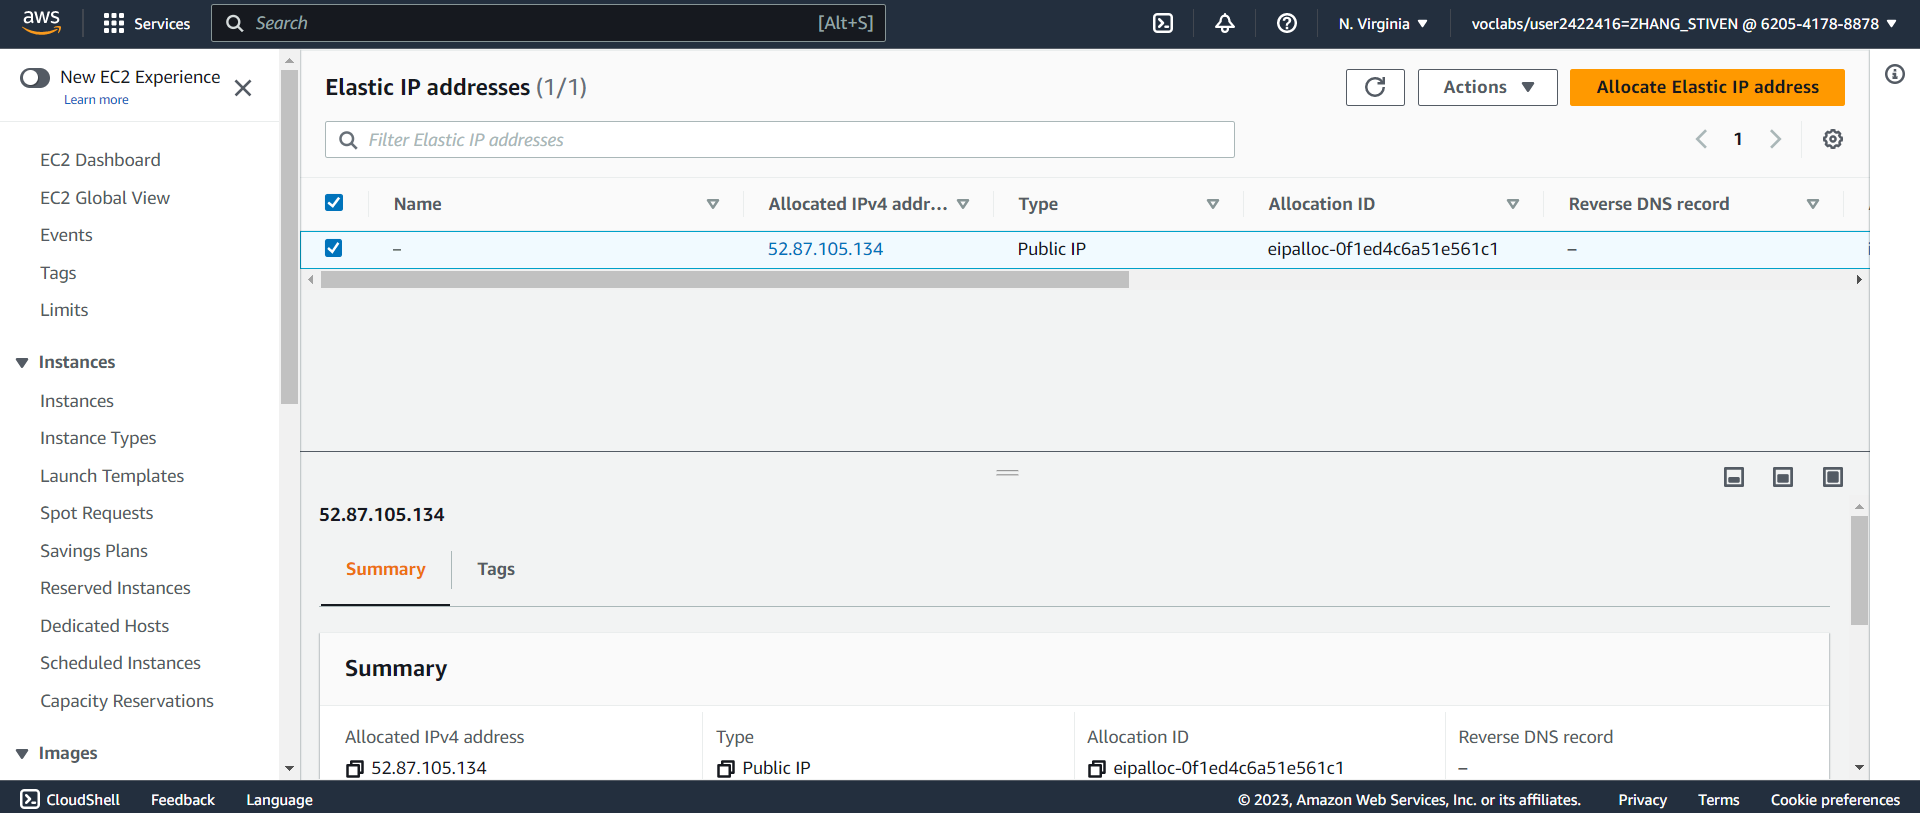 aws
Services
Search
[Alt+S]
N. Virginia
voclabs/user2422416=ZHANG_STIVEN @ 6205-4178-8878
New EC2 Experience
Learn more
EC2 Dashboard
EC2 Global View
Events
Tags
Limits
Instances
Instances
Instance Types
Launch Templates
Spot Requests
Savings Plans
Reserved Instances
Dedicated Hosts
Scheduled Instances
Capacity Reservations
Images
Elastic IP addresses (1/1)
Actions
Allocate Elastic IP address
Filter Elastic IP addresses
1
Name Allocated IPv4 addr... Type Allocation ID Reverse DNS record
– 52.87.105.134 Public IP eipalloc-0f1ed4c6a51e561c1 –
52.87.105.134
Summary Tags
Summary
Allocated IPv4 address Type Allocation ID Reverse DNS record
52.87.105.134 Public IP eipalloc-0f1ed4c6a51e561c1 –
CloudShell Feedback Language © 2023, Amazon Web Services, Inc. or its affiliates. Privacy Terms Cookie preferences